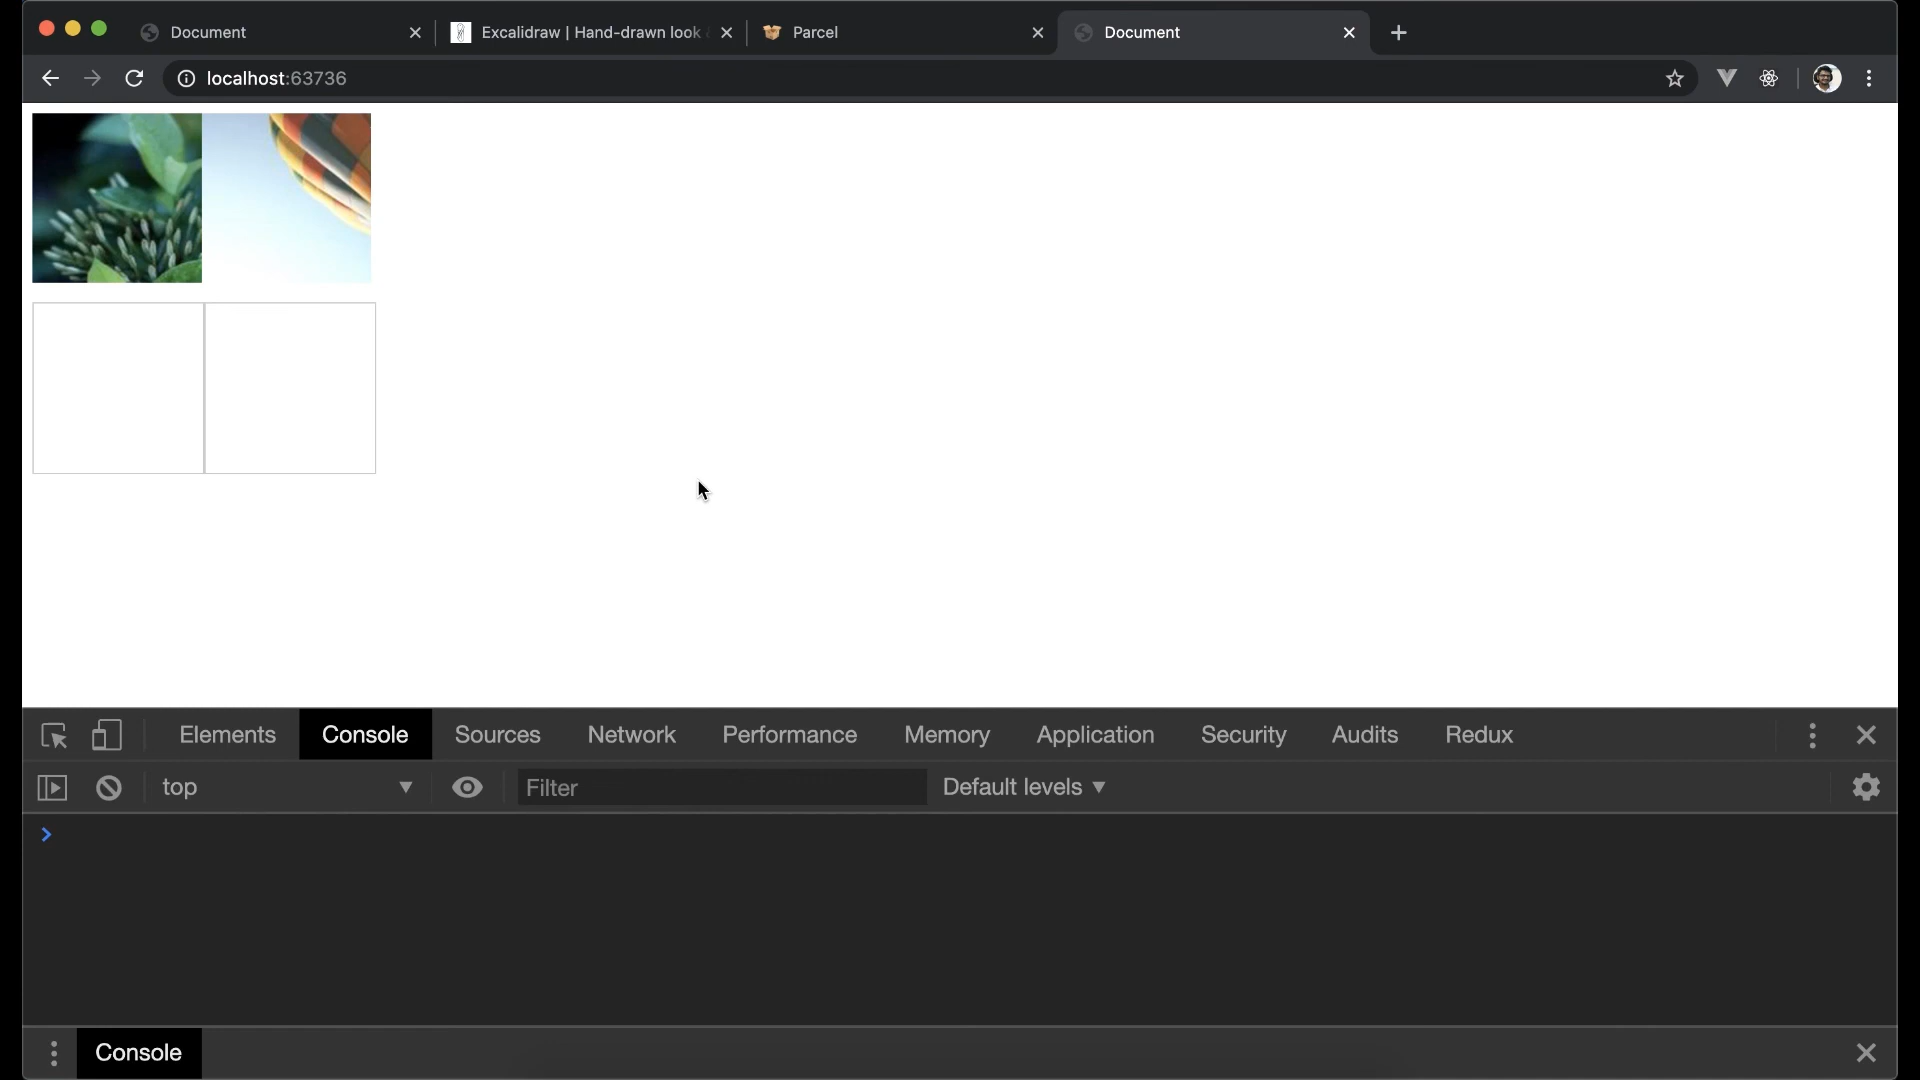 Document
Excalidraw | Hand-drawn look
Parcel
Document
localhost:63736
Elements
Console
Sources
Network
Performance
Memory
Application
Security
Audits
Redux
top
Filter
Default levels
Console